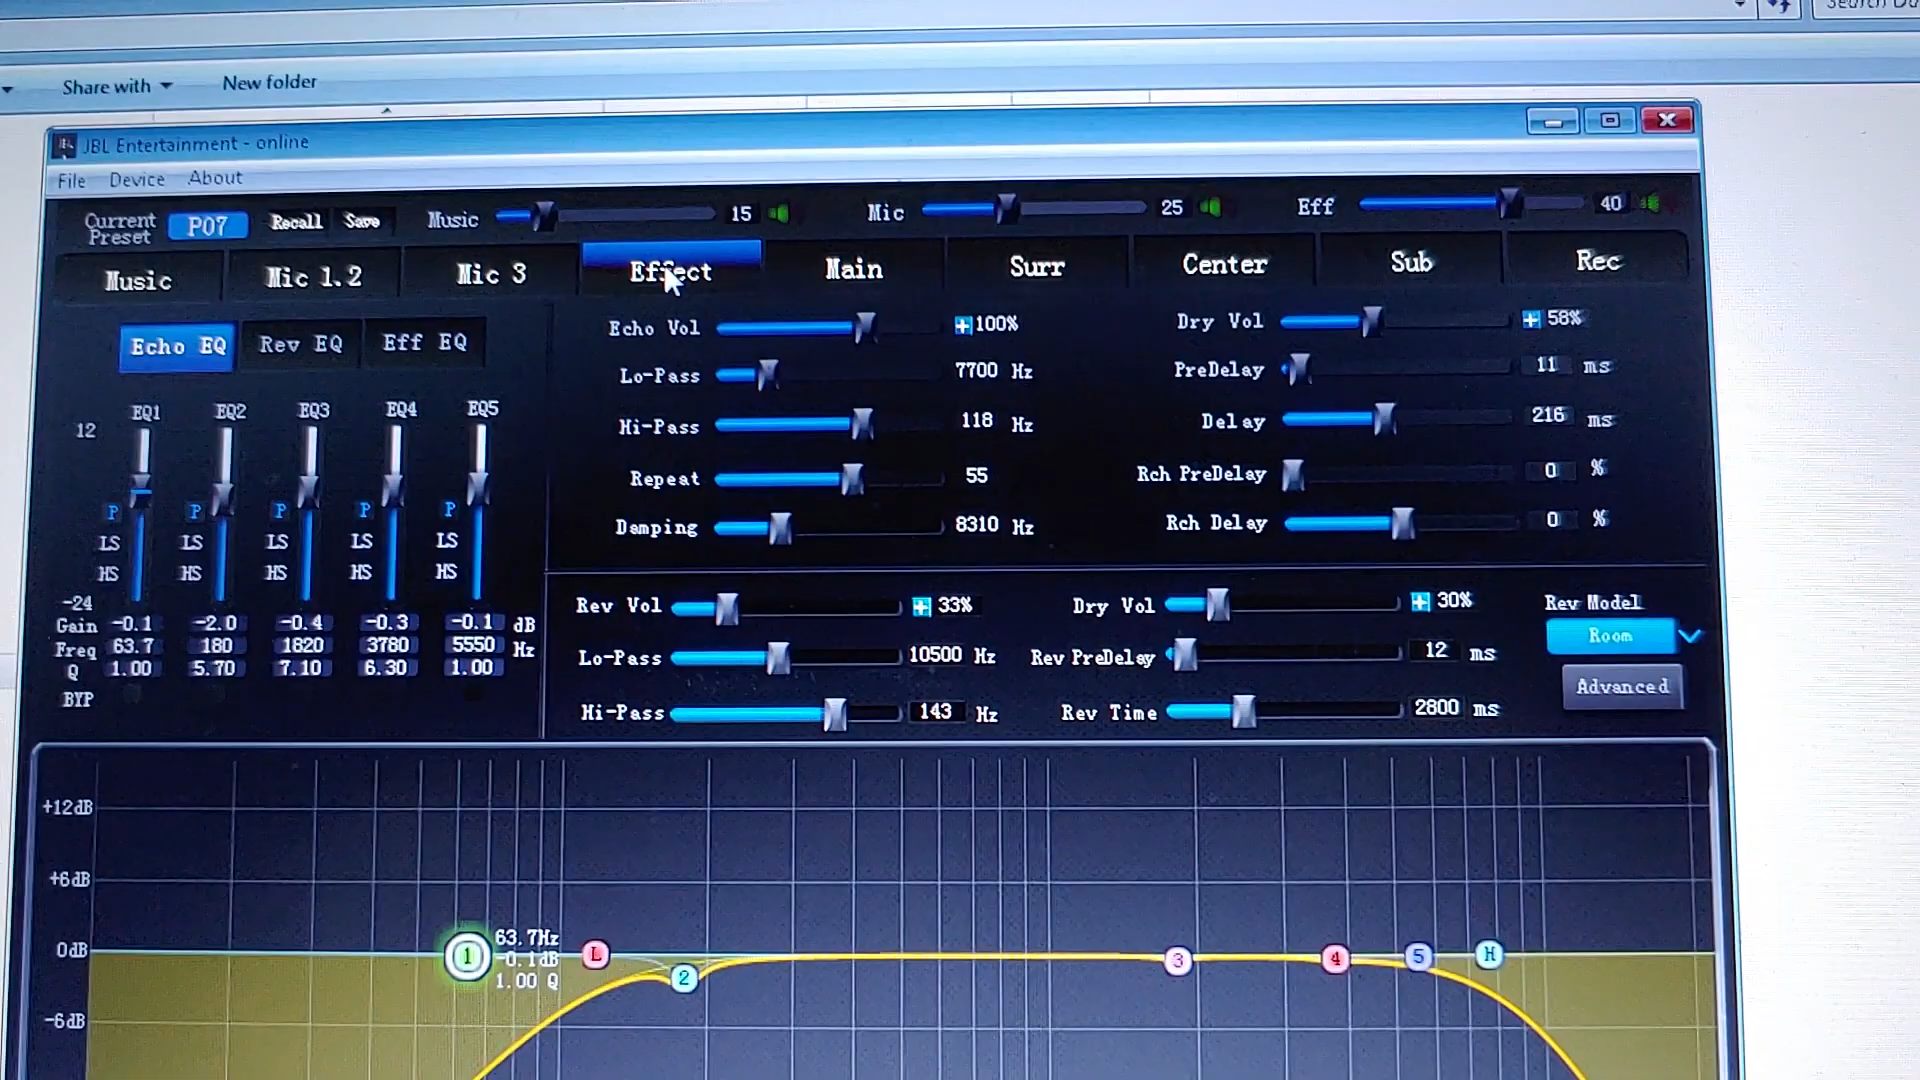 Share with New folder
JBL Entertainment - online
File Device About
Current Preset P07 Recall Save Music 15 Mic 25 Eff 40
Music Mic 1.2 Mic 3 Effect Main Surr Center Sub Rec
Echo EQ Rev EQ Eff EQ
EQ1 EQ2 EQ3 EQ4 EQ5
12
P P P P P
LS LS LS LS LS
HS HS HS HS HS
-24
Gain -0.1 -2.0 -0.4 -0.3 -0.1 dB
Freq 63.7 180 1820 3780 5550 Hz
Q 1.00 5.70 7.10 6.30 1.00
BYP
Echo Vol +100%
Lo-Pass 7700 Hz
Hi-Pass 118 Hz
Repeat 55
Damping 8310 Hz
Dry Vol +58%
PreDelay 11 ms
Delay 216 ms
Rch PreDelay 0 %
Rch Delay 0 %
Rev Vol +33%
Lo-Pass 10500 Hz
Hi-Pass 143 Hz
Dry Vol +30%
Rev PreDelay 12 ms
Rev Time 2800 ms
Rev Model
Room
Advanced
+12dB
+6dB
0dB
-6dB
1 63.7Hz
-0.1dB
1.00 Q
L 2 3 4 5 H